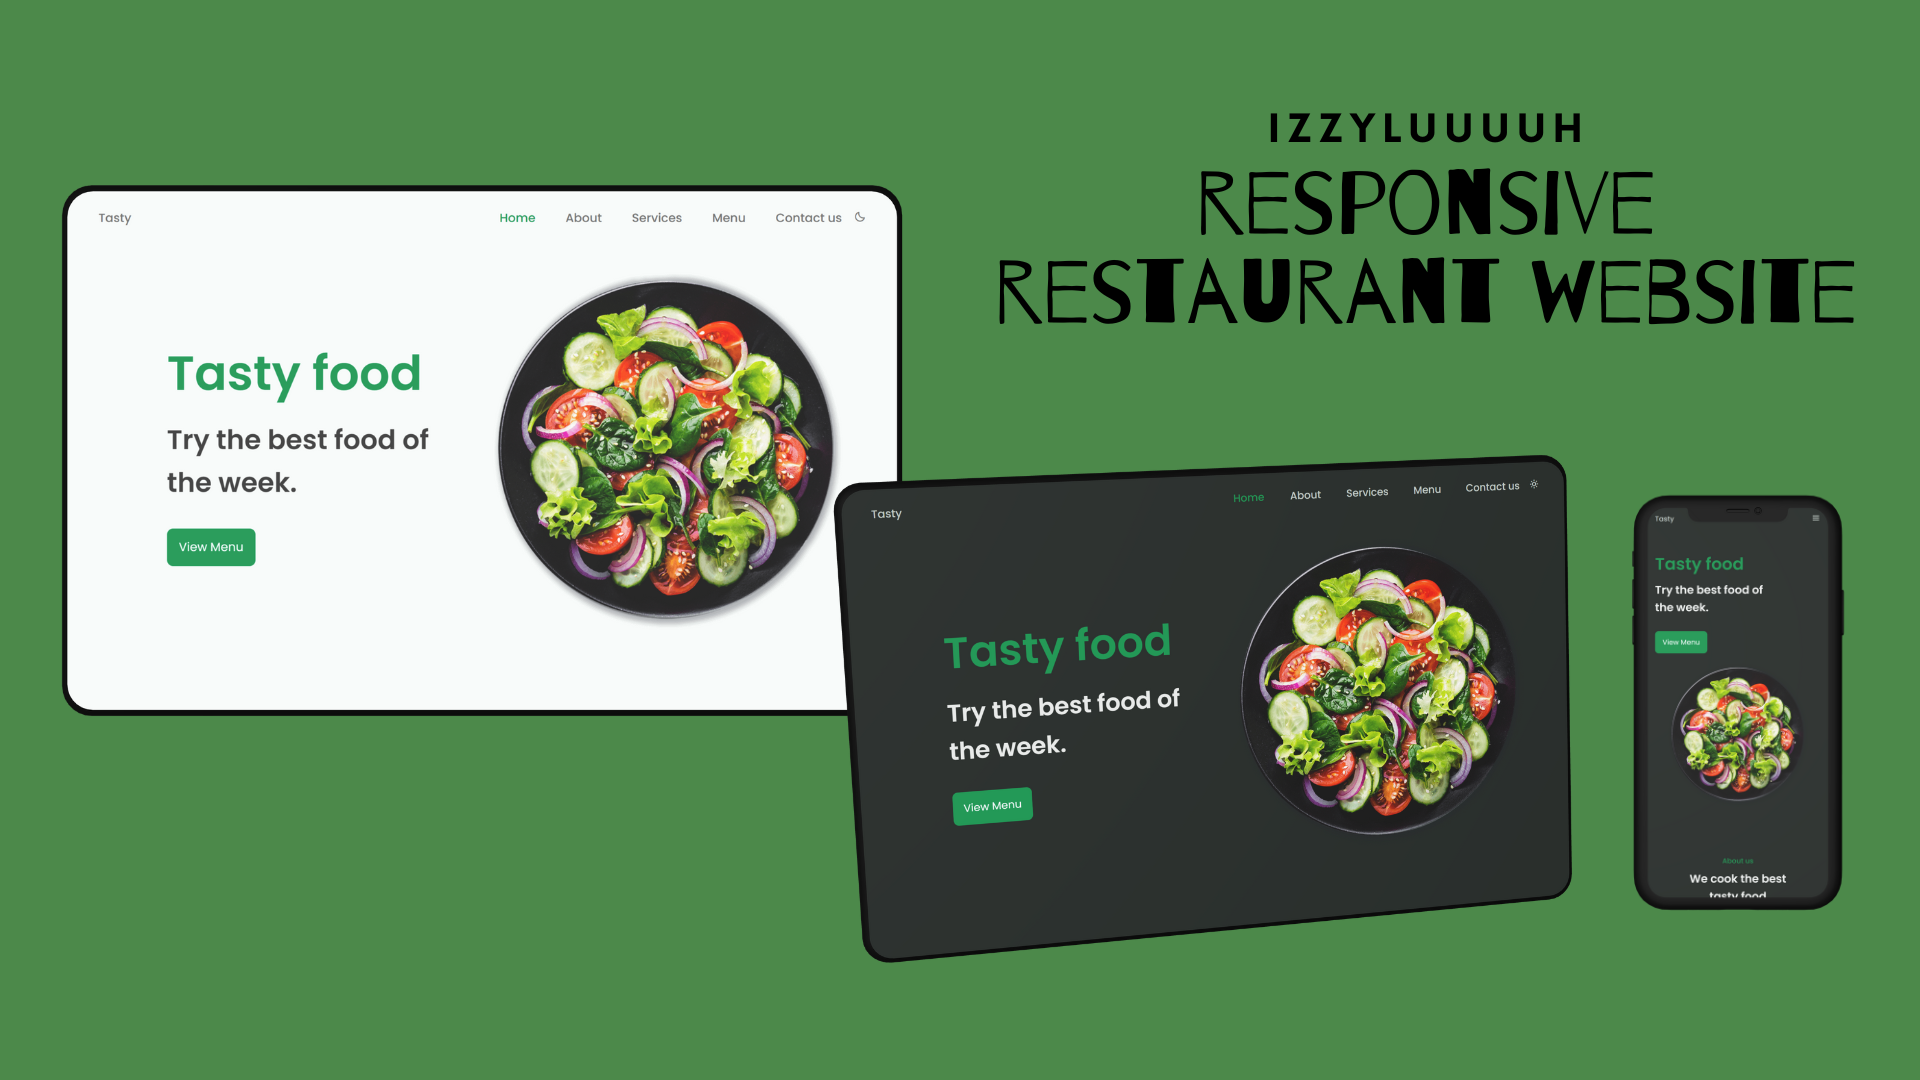 IZZYLUUUUH
RESPONSIVE
RESTAURANT WEBSITE
Tasty Home About Services Menu Contact us
Tasty food
Try the best food of
the week.
View Menu
Tasty Home About Services Menu Contact us
Tasty food
Try the best food of
the week.
View Menu
Tasty
Tasty food
Try the best food of
the week.
View Menu
About us
We cook the best
tasty food